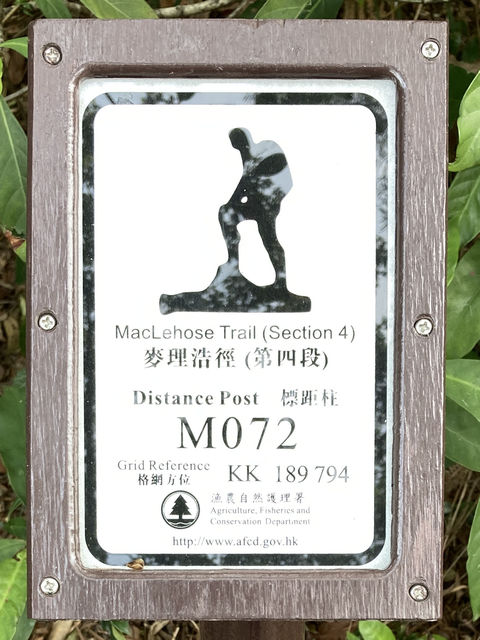 MacLehose Trail (Section 4)
麥理浩徑 (第四段)
Distance Post 標距柱
M072
Grid Reference KK 189 794
格網方位
漁農自然護理署
Agriculture, Fisheries and
Conservation Department
http://www.afcd.gov.hk